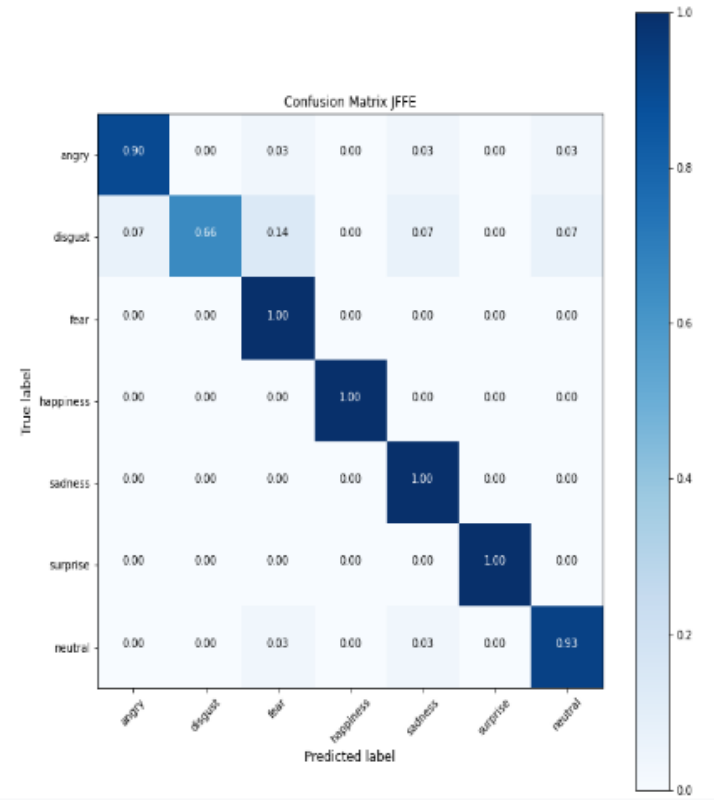 Confusion Matrix JFFE
angry 0.90 0.00 0.03 0.00 0.03 0.00 0.03
disgust 0.07 0.66 0.14 0.00 0.07 0.00 0.07
fear 0.00 0.00 1.00 0.00 0.00 0.00 0.00
happiness 0.00 0.00 0.00 1.00 0.00 0.00 0.00
sadness 0.00 0.00 0.00 0.00 1.00 0.00 0.00
surprise 0.00 0.00 0.00 0.00 0.00 1.00 0.00
neutral 0.00 0.00 0.03 0.00 0.03 0.00 0.93
True label
angry disgust fear happiness sadness surprise neutral
Predicted label
1.0
0.8
0.6
0.4
0.2
0.0